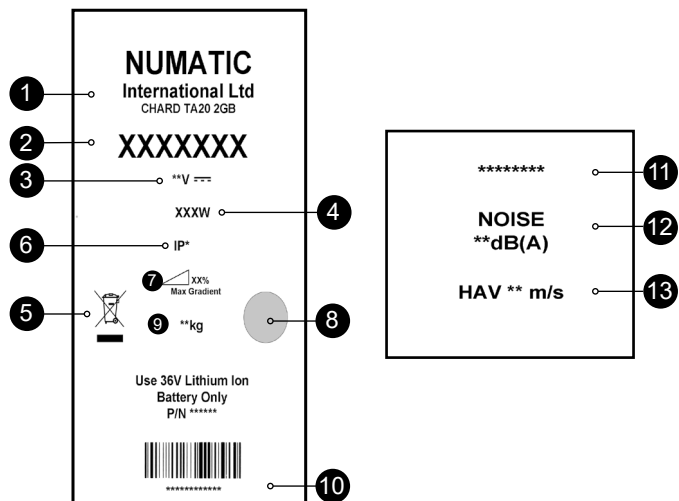 NUMATIC
International Ltd
CHARD TA20 2GB
1
2
XXXXXXX
3
**V
XXXW
4
6
IP*
7
XX%
Max Gradient
5
9
**kg
8
Use 36V Lithium Ion
Battery Only
P/N ******
************
10
********
11
NOISE
**dB(A)
12
HAV ** m/s
13